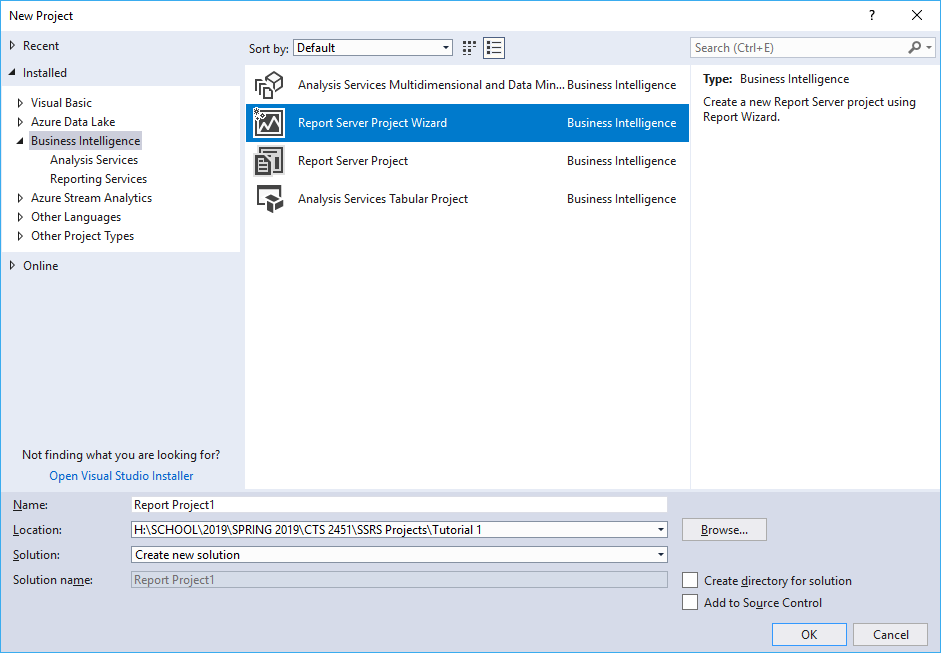 New Project
?
Recent
Installed
Visual Basic
Azure Data Lake
Business Intelligence
Analysis Services
Reporting Services
Azure Stream Analytics
Other Languages
Other Project Types
Online
Not finding what you are looking for?
Open Visual Studio Installer
Sort by: Default
Analysis Services Multidimensional and Data Min... Business Intelligence
Report Server Project Wizard Business Intelligence
Report Server Project Business Intelligence
Analysis Services Tabular Project Business Intelligence
Search (Ctrl+E)
Type: Business Intelligence
Create a new Report Server project using
Report Wizard.
Name: Report Project1
Location: H:\SCHOOL\2019\SPRING 2019\CTS 2451\SSRS Projects\Tutorial 1 Browse...
Solution: Create new solution
Solution name: Report Project1
Create directory for solution
Add to Source Control
OK Cancel